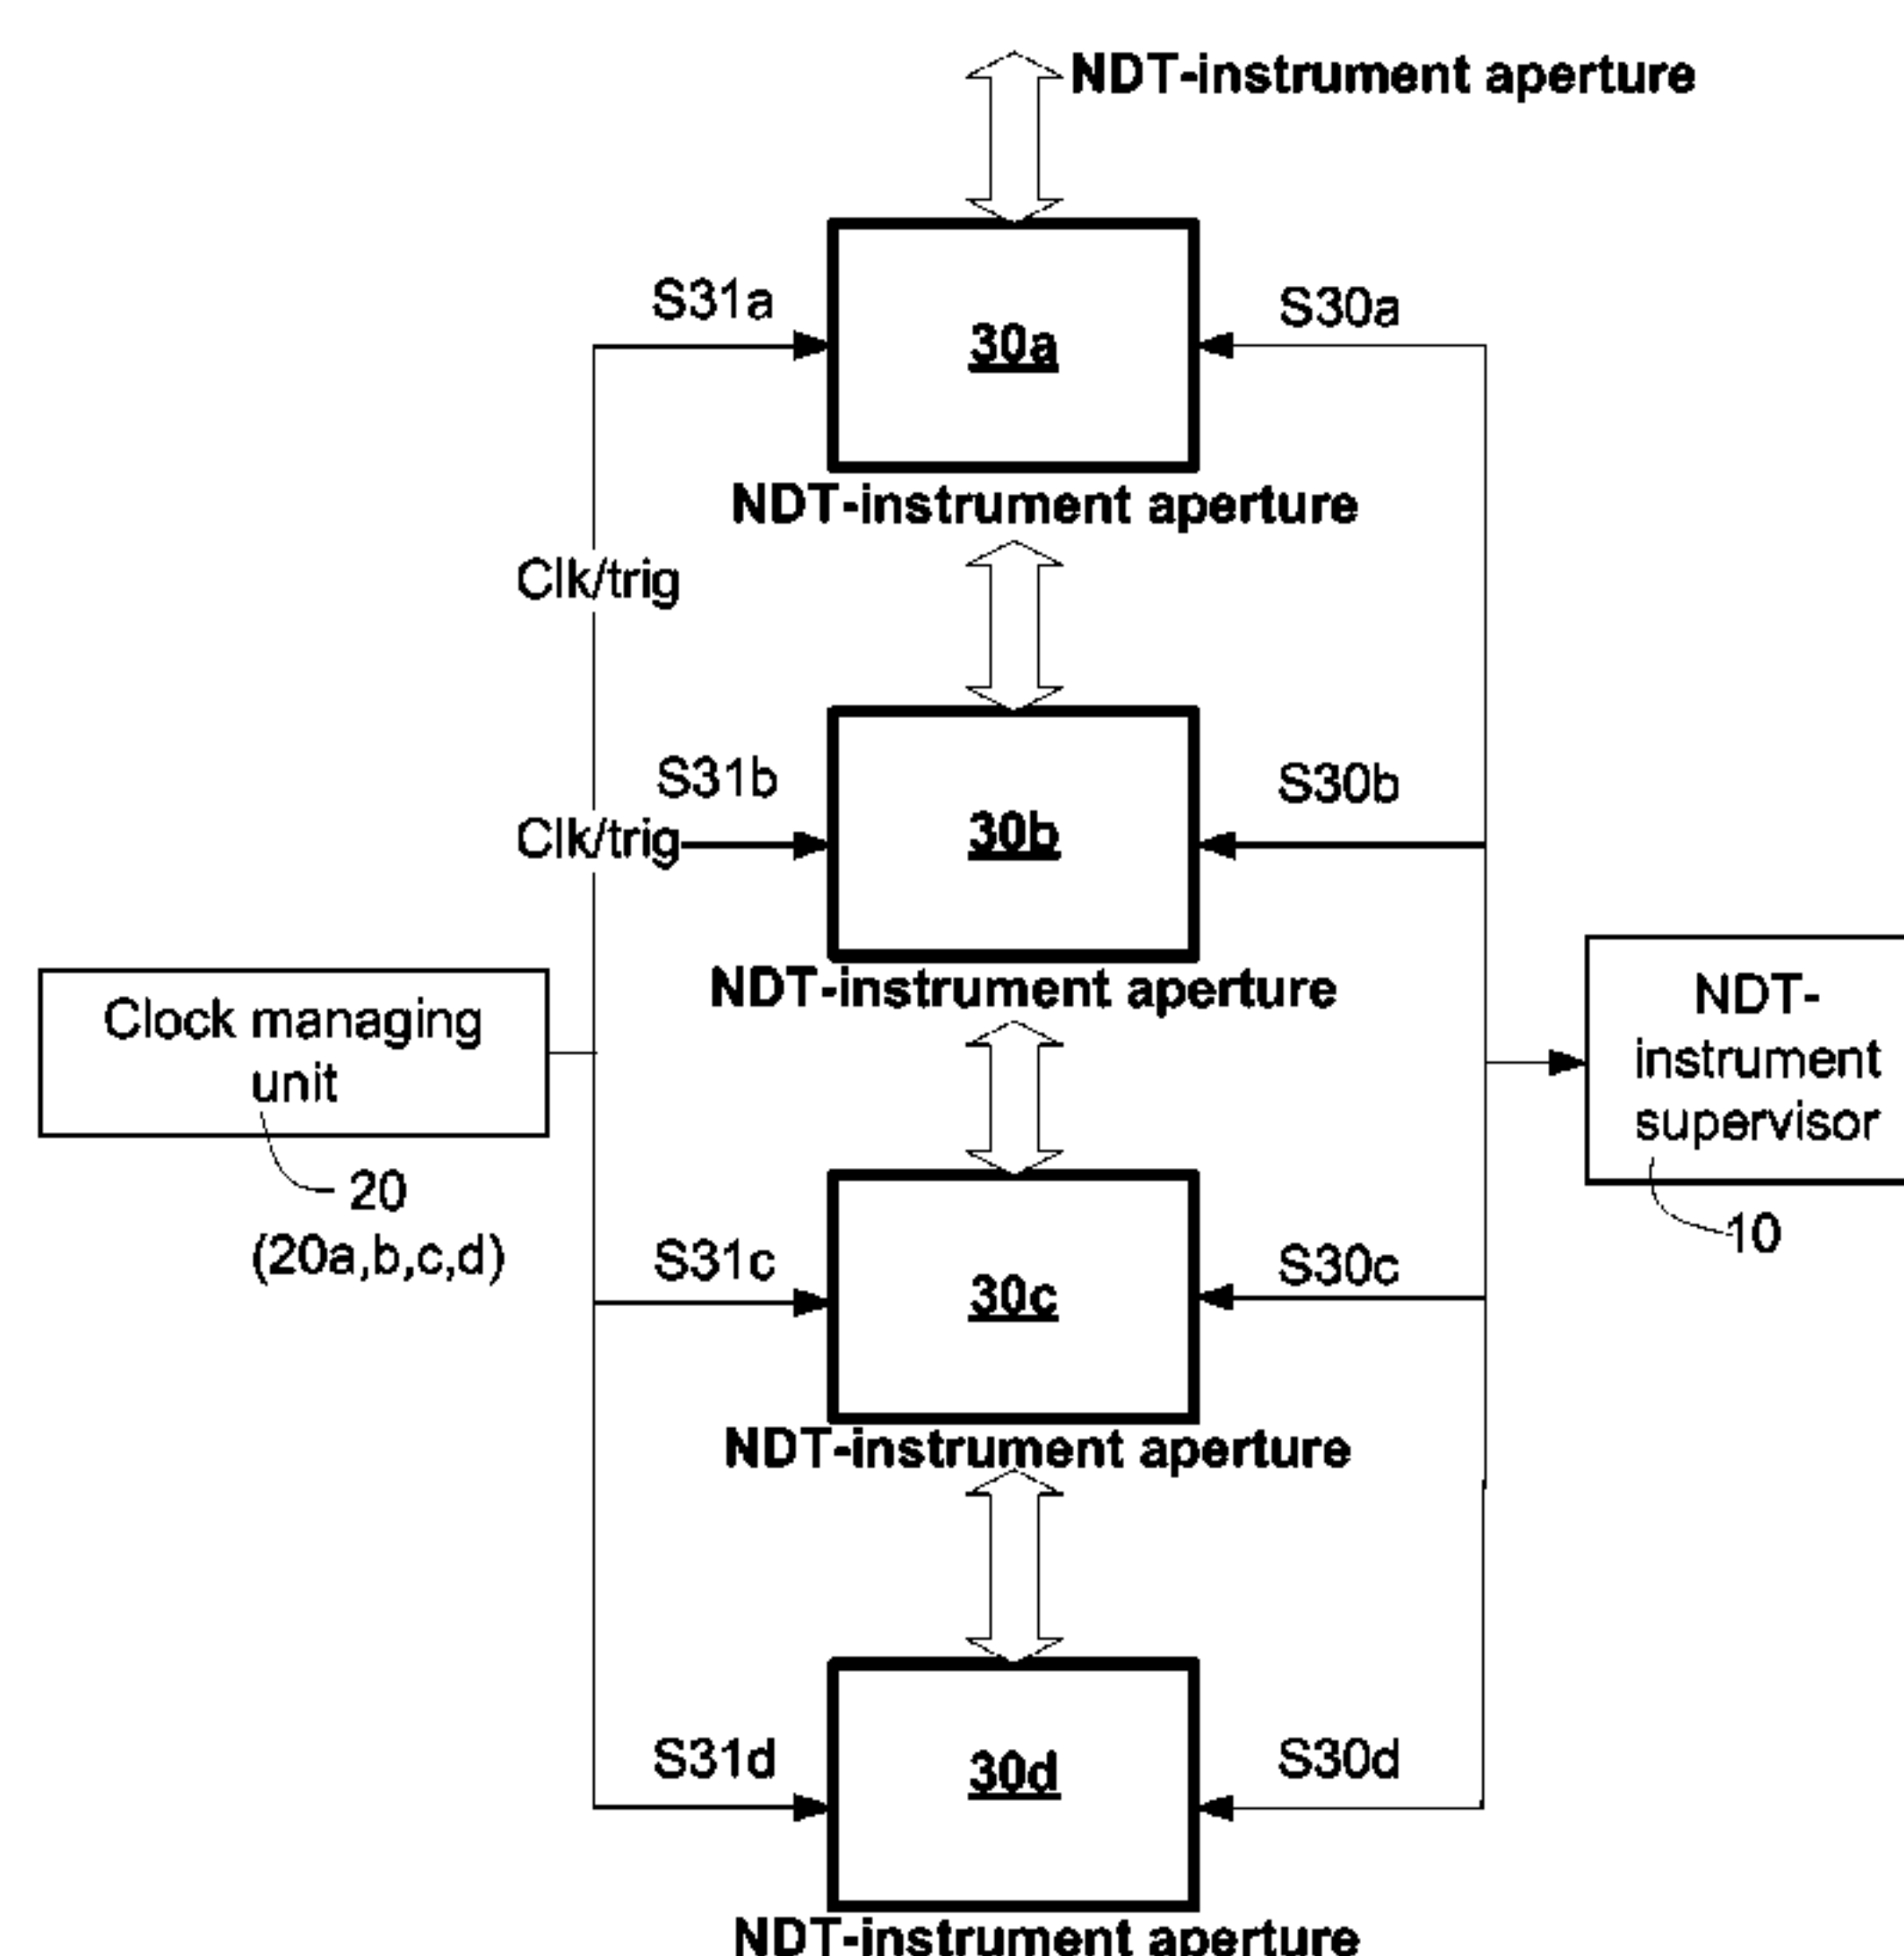 NDT-instrument aperture
S31a
30a
S30a
NDT-instrument aperture
Clk/trig
S31b
30b
S30b
Clk/trig
NDT-instrument aperture
Clock managing
unit
20
(20a,b,c,d)
NDT-
instrument
supervisor
10
S31c
30c
S30c
NDT-instrument aperture
S31d
30d
S30d
NDT-instrument aperture